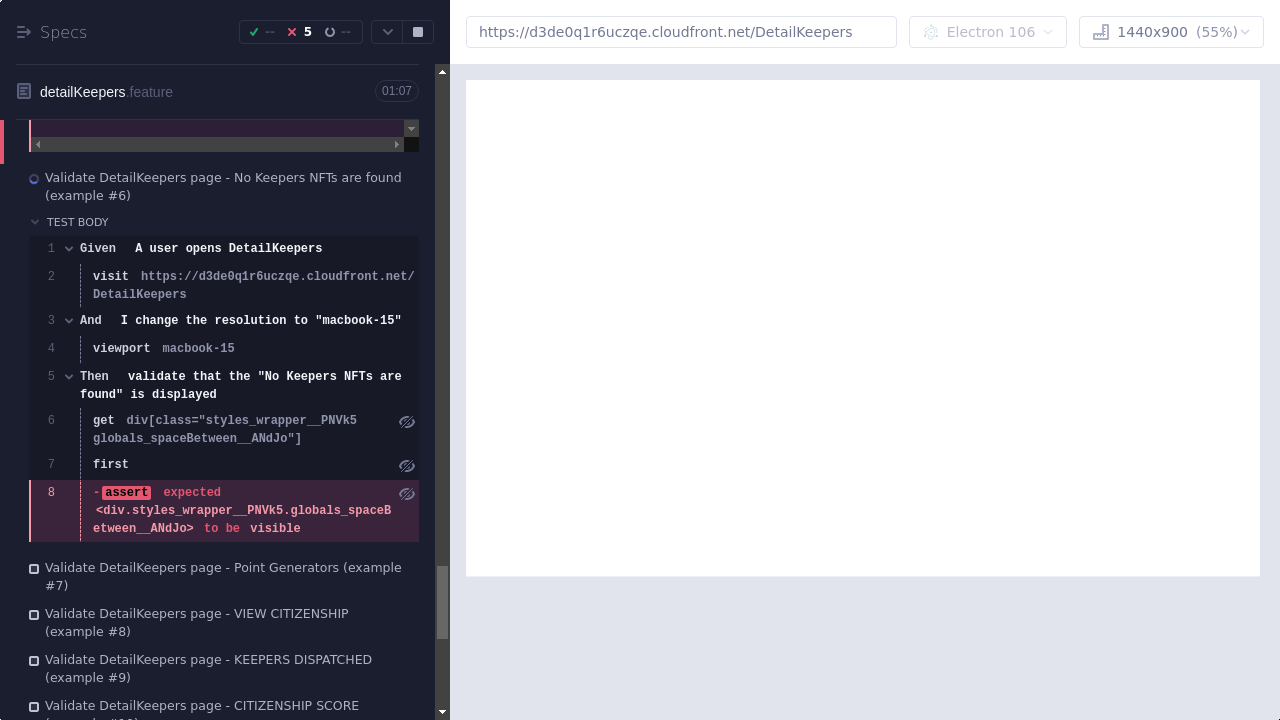 Specs
-- 5 --
https://d3de0q1r6uczqe.cloudfront.net/DetailKeepers
Electron 106
1440x900 (55%)
detailKeepers.feature
01:07
Validate DetailKeepers page - No Keepers NFTs are found
(example #6)
TEST BODY
1 Given A user opens DetailKeepers
2 visit https://d3de0q1r6uczqe.cloudfront.net/
DetailKeepers
3 And I change the resolution to "macbook-15"
4 viewport macbook-15
5 Then validate that the "No Keepers NFTs are
found" is displayed
6 get div[class="styles_wrapper__PNVk5
globals_spaceBetween__ANdJo"]
7 first
8 -assert expected
<div.styles_wrapper__PNVk5.globals_spaceB
etween__ANdJo> to be visible
Validate DetailKeepers page - Point Generators (example
#7)
Validate DetailKeepers page - VIEW CITIZENSHIP
(example #8)
Validate DetailKeepers page - KEEPERS DISPATCHED
(example #9)
Validate DetailKeepers page - CITIZENSHIP SCORE